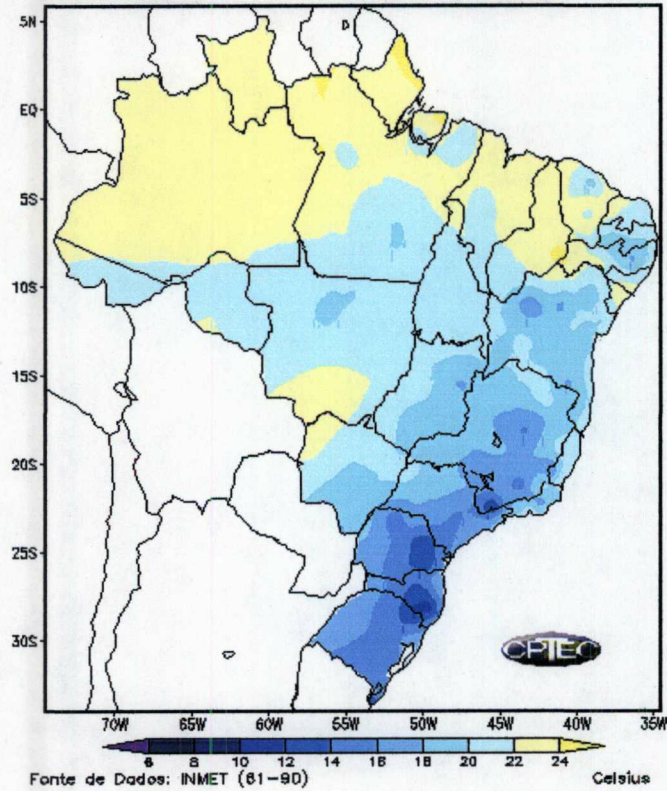 5N
EQ
5S
10S
15S
20S
25S
30S
CPTEC
70W 65W 60W 55W 50W 45W 40W 35W
6 8 10 12 14 16 18 20 22 24
Fonte de Dados: INMET (61-90) Celsius